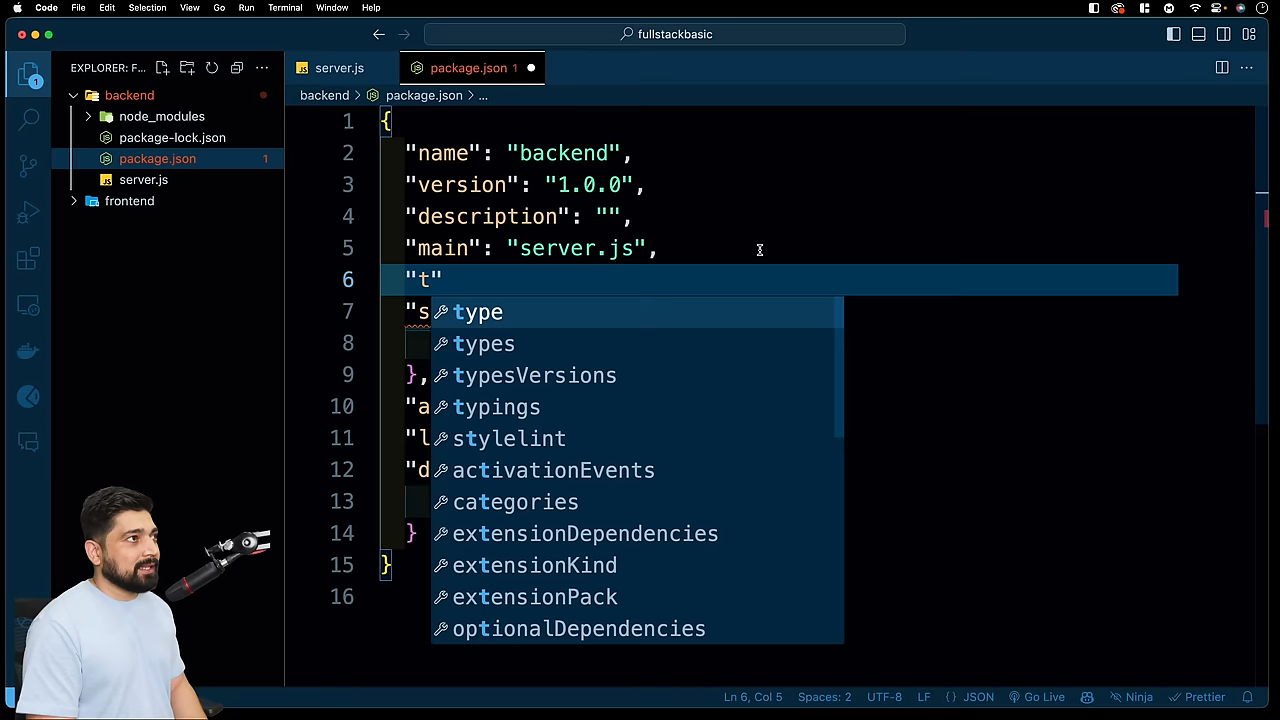 Code File Edit Selection View Go Run Terminal Window Help
fullstackbasic
EXPLORER: F...
server.js
package.json 1
backend > package.json > ...
backend
node_modules
package-lock.json
package.json 1
server.js
frontend
1
1 {
2 "name": "backend",
3 "version": "1.0.0",
4 "description": "",
5 "main": "server.js",
6 "t"
7 "s
8
9 },
10 "a
11 "l
12 "d
13
14 }
15 }
16
type
types
typesVersions
typings
stylelint
activationEvents
categories
extensionDependencies
extensionKind
extensionPack
optionalDependencies
Ln 6, Col 5 Spaces: 2 UTF-8 LF {} JSON Go Live Ninja Prettier